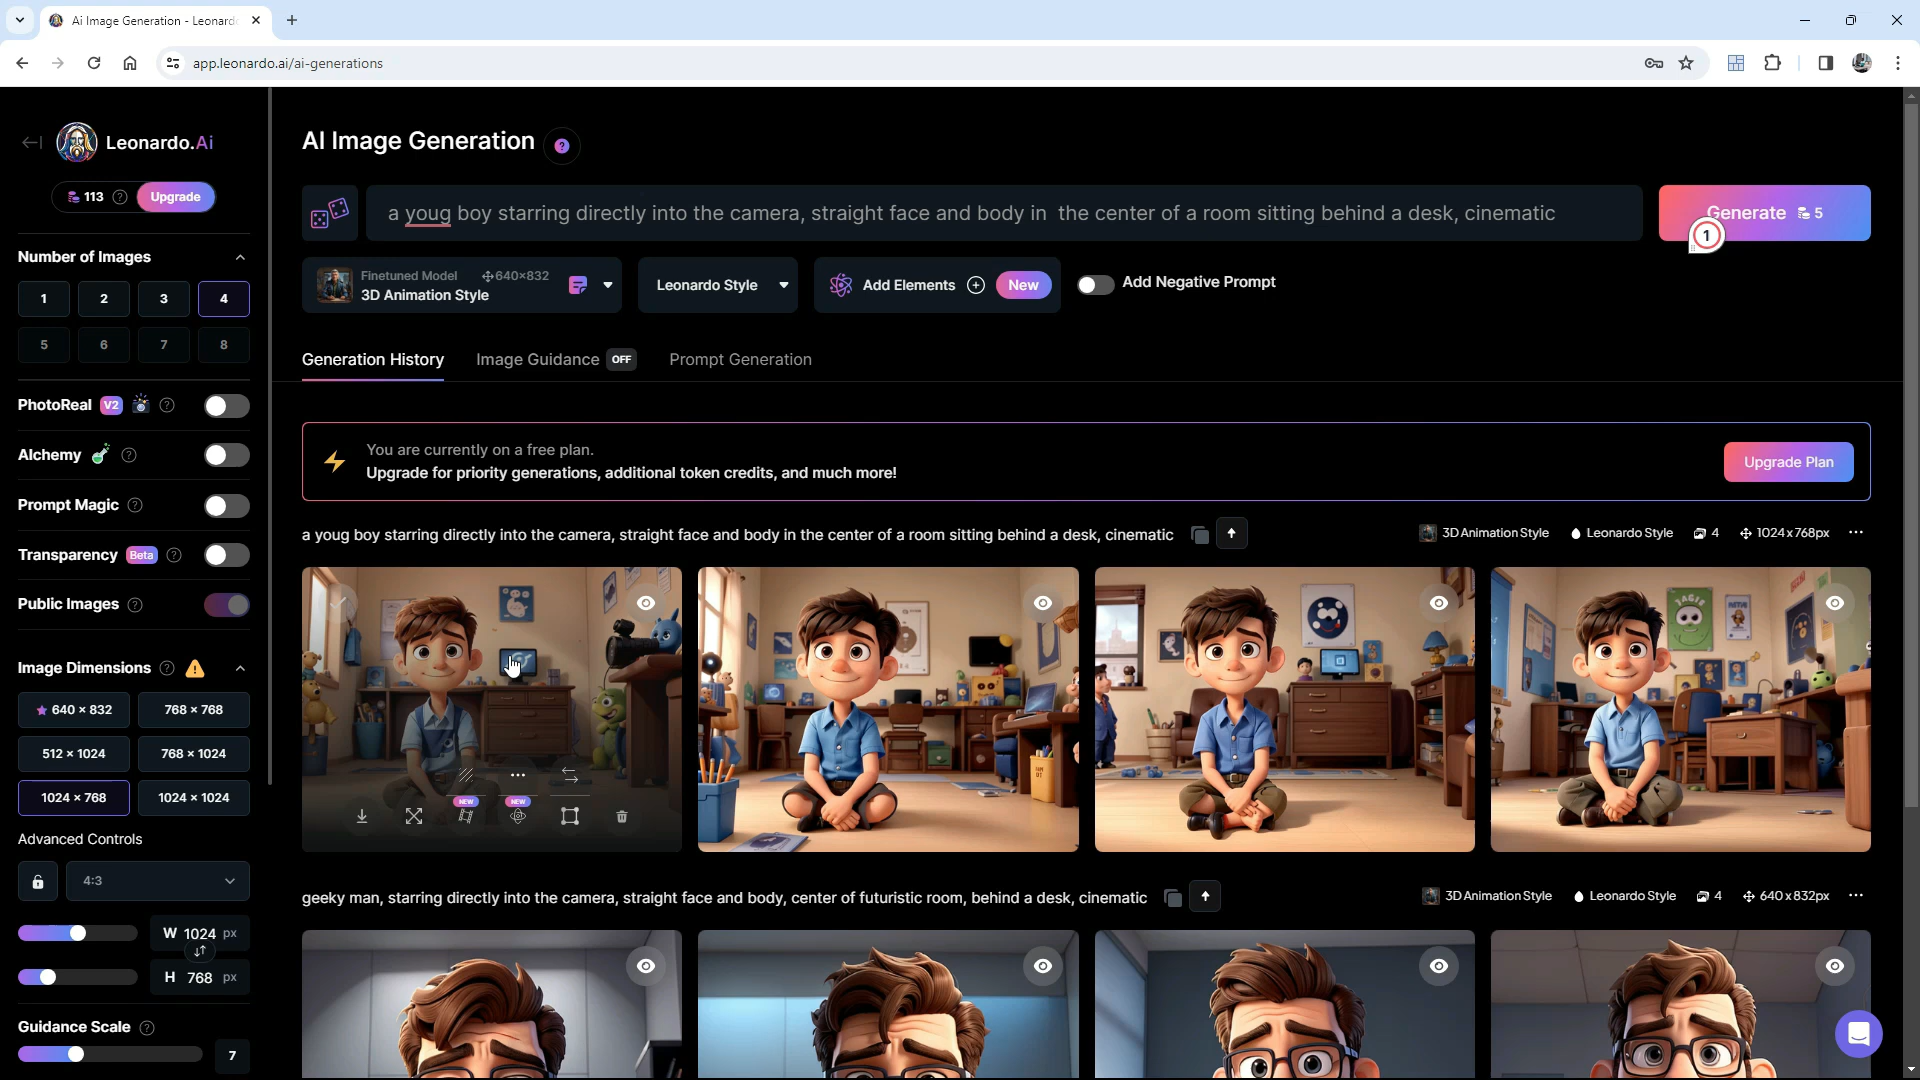 Ai Image Generation - Leonard
app.leonardo.ai/ai-generations
Leonardo.Ai
113 ? Upgrade
Number of Images
1 2 3 4
5 6 7 8
PhotoReal V2 ?
Alchemy ?
Prompt Magic ?
Transparency Beta ?
Public Images ?
Image Dimensions ?
640 × 832 768 × 768
512 × 1024 768 × 1024
1024 × 768 1024 × 1024
Advanced Controls
4:3
W 1024 px
H 768 px
Guidance Scale ?
7
AI Image Generation ?
a youg boy starring directly into the camera, straight face and body in  the center of a room sitting behind a desk, cinematic
Generate 5
1
Finetuned Model 640×832
3D Animation Style
Leonardo Style
Add Elements New
Add Negative Prompt
Generation History Image Guidance OFF Prompt Generation
You are currently on a free plan.
Upgrade for priority generations, additional token credits, and much more!
Upgrade Plan
a youg boy starring directly into the camera, straight face and body in the center of a room sitting behind a desk, cinematic
3D Animation Style Leonardo Style 4 1024 x 768px
NEW NEW
geeky man, starring directly into the camera, straight face and body, center of futuristic room, behind a desk, cinematic
3D Animation Style Leonardo Style 4 640 x 832px